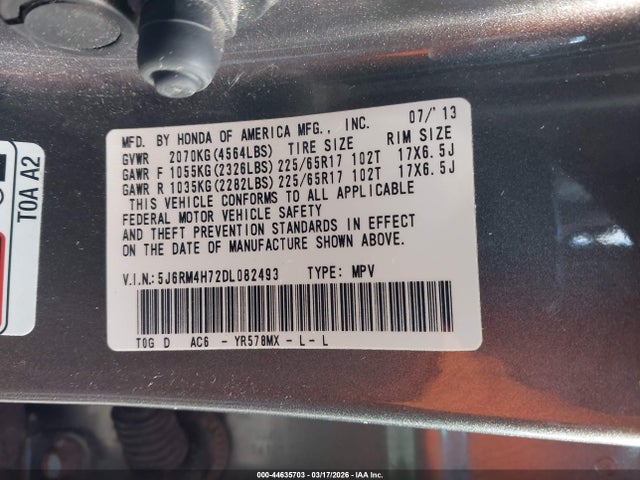 MFD. BY HONDA OF AMERICA MFG., INC. 07/'13
GVWR 2070KG(4564LBS) TIRE SIZE RIM SIZE
GAWR F 1055KG(2326LBS) 225/65R17 102T 17X6.5J
GAWR R 1035KG(2282LBS) 225/65R17 102T 17X6.5J
THIS VEHICLE CONFORMS TO ALL APPLICABLE
FEDERAL MOTOR VEHICLE SAFETY
AND THEFT PREVENTION STANDARDS IN EFFECT
ON THE DATE OF MANUFACTURE SHOWN ABOVE.
V.I.N.:5J6RM4H72DL082493 TYPE: MPV
T0G D AC6 - YR578MX - L - L
T0A A2
000-44635703 - 03/17/2026 - IAA Inc.